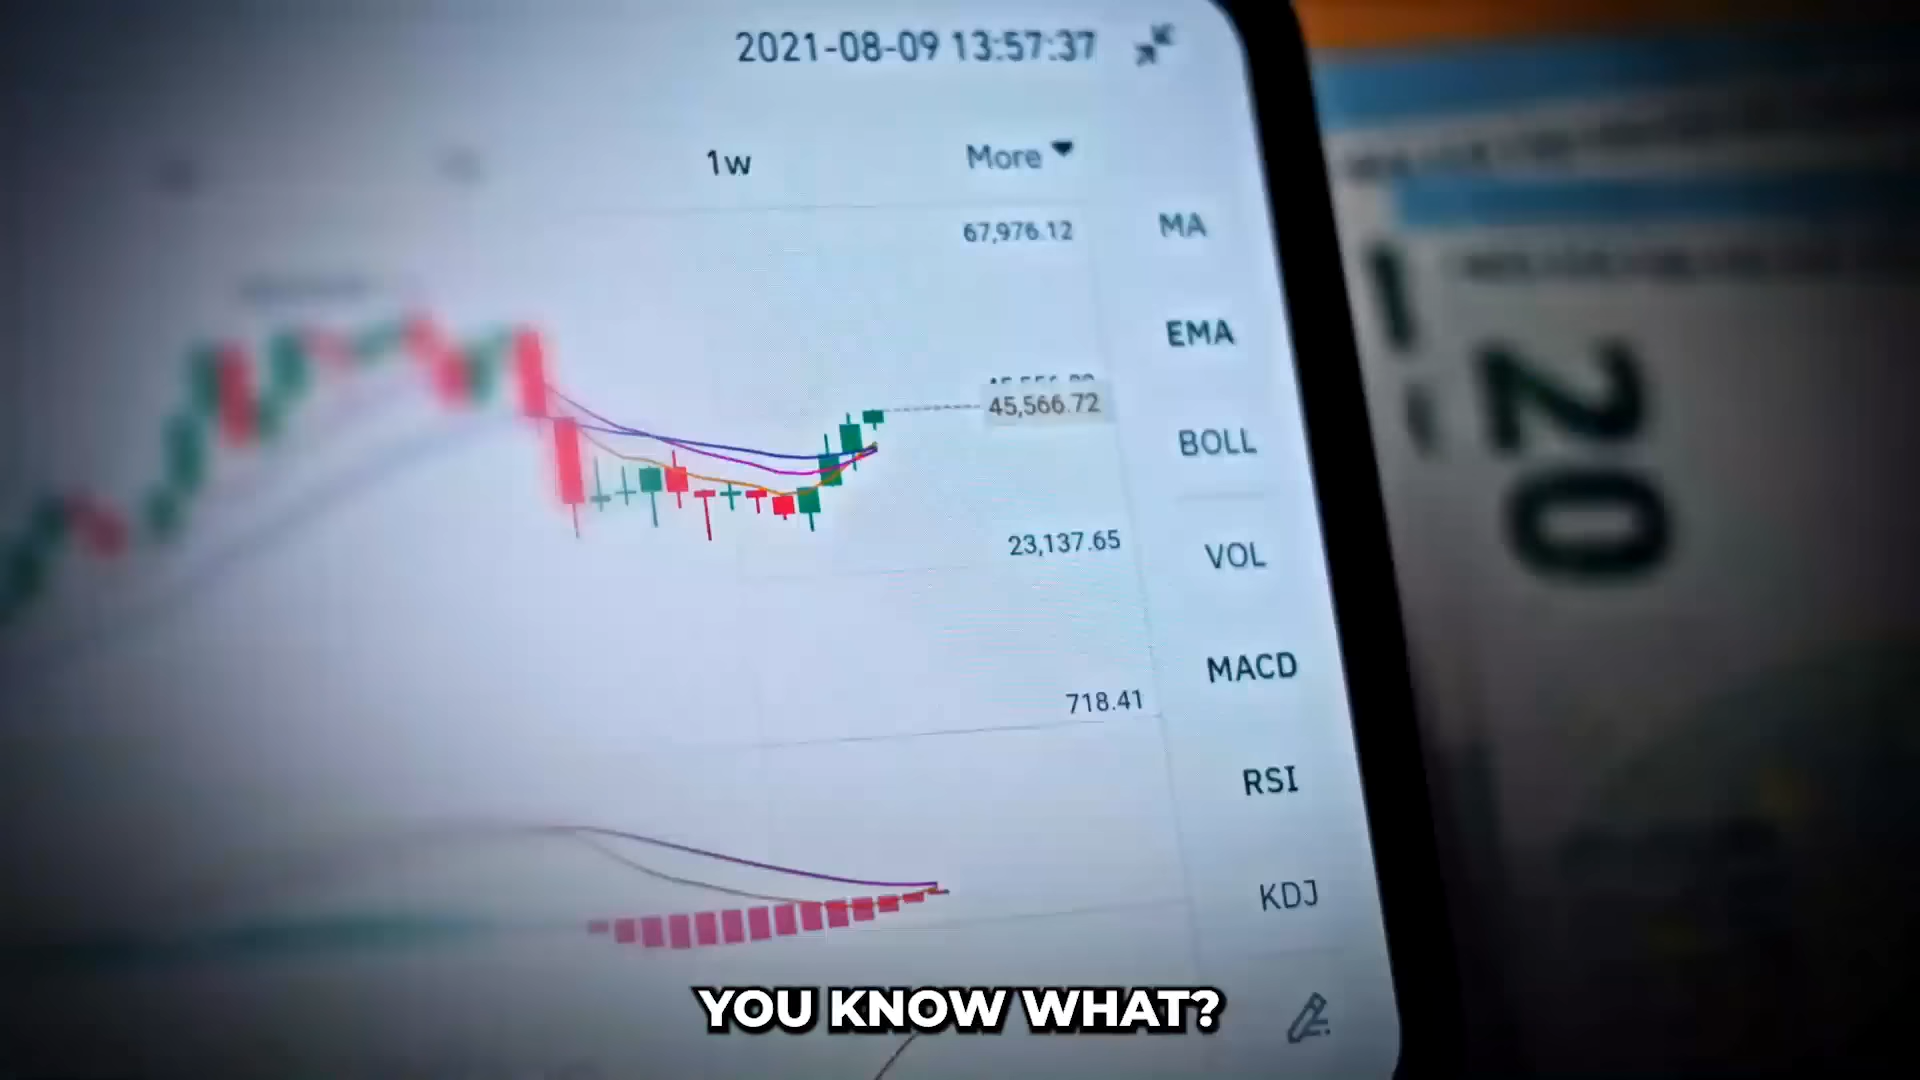 2021-08-09 13:57:37
1w
More
67,976.12
MA
EMA
45,566.72
BOLL
23,137.65
VOL
MACD
718.41
RSI
KDJ
20
YOU KNOW WHAT?